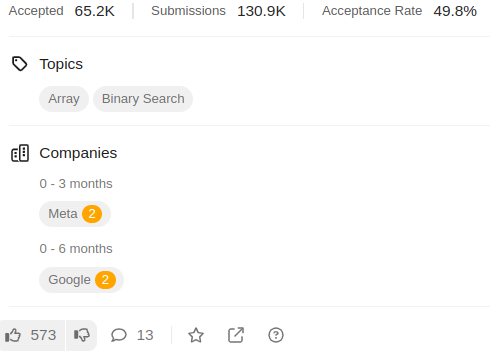 Accepted 65.2K Submissions 130.9K Acceptance Rate 49.8%
Topics
Array Binary Search
Companies
0 - 3 months
Meta 2
0 - 6 months
Google 2
573 13